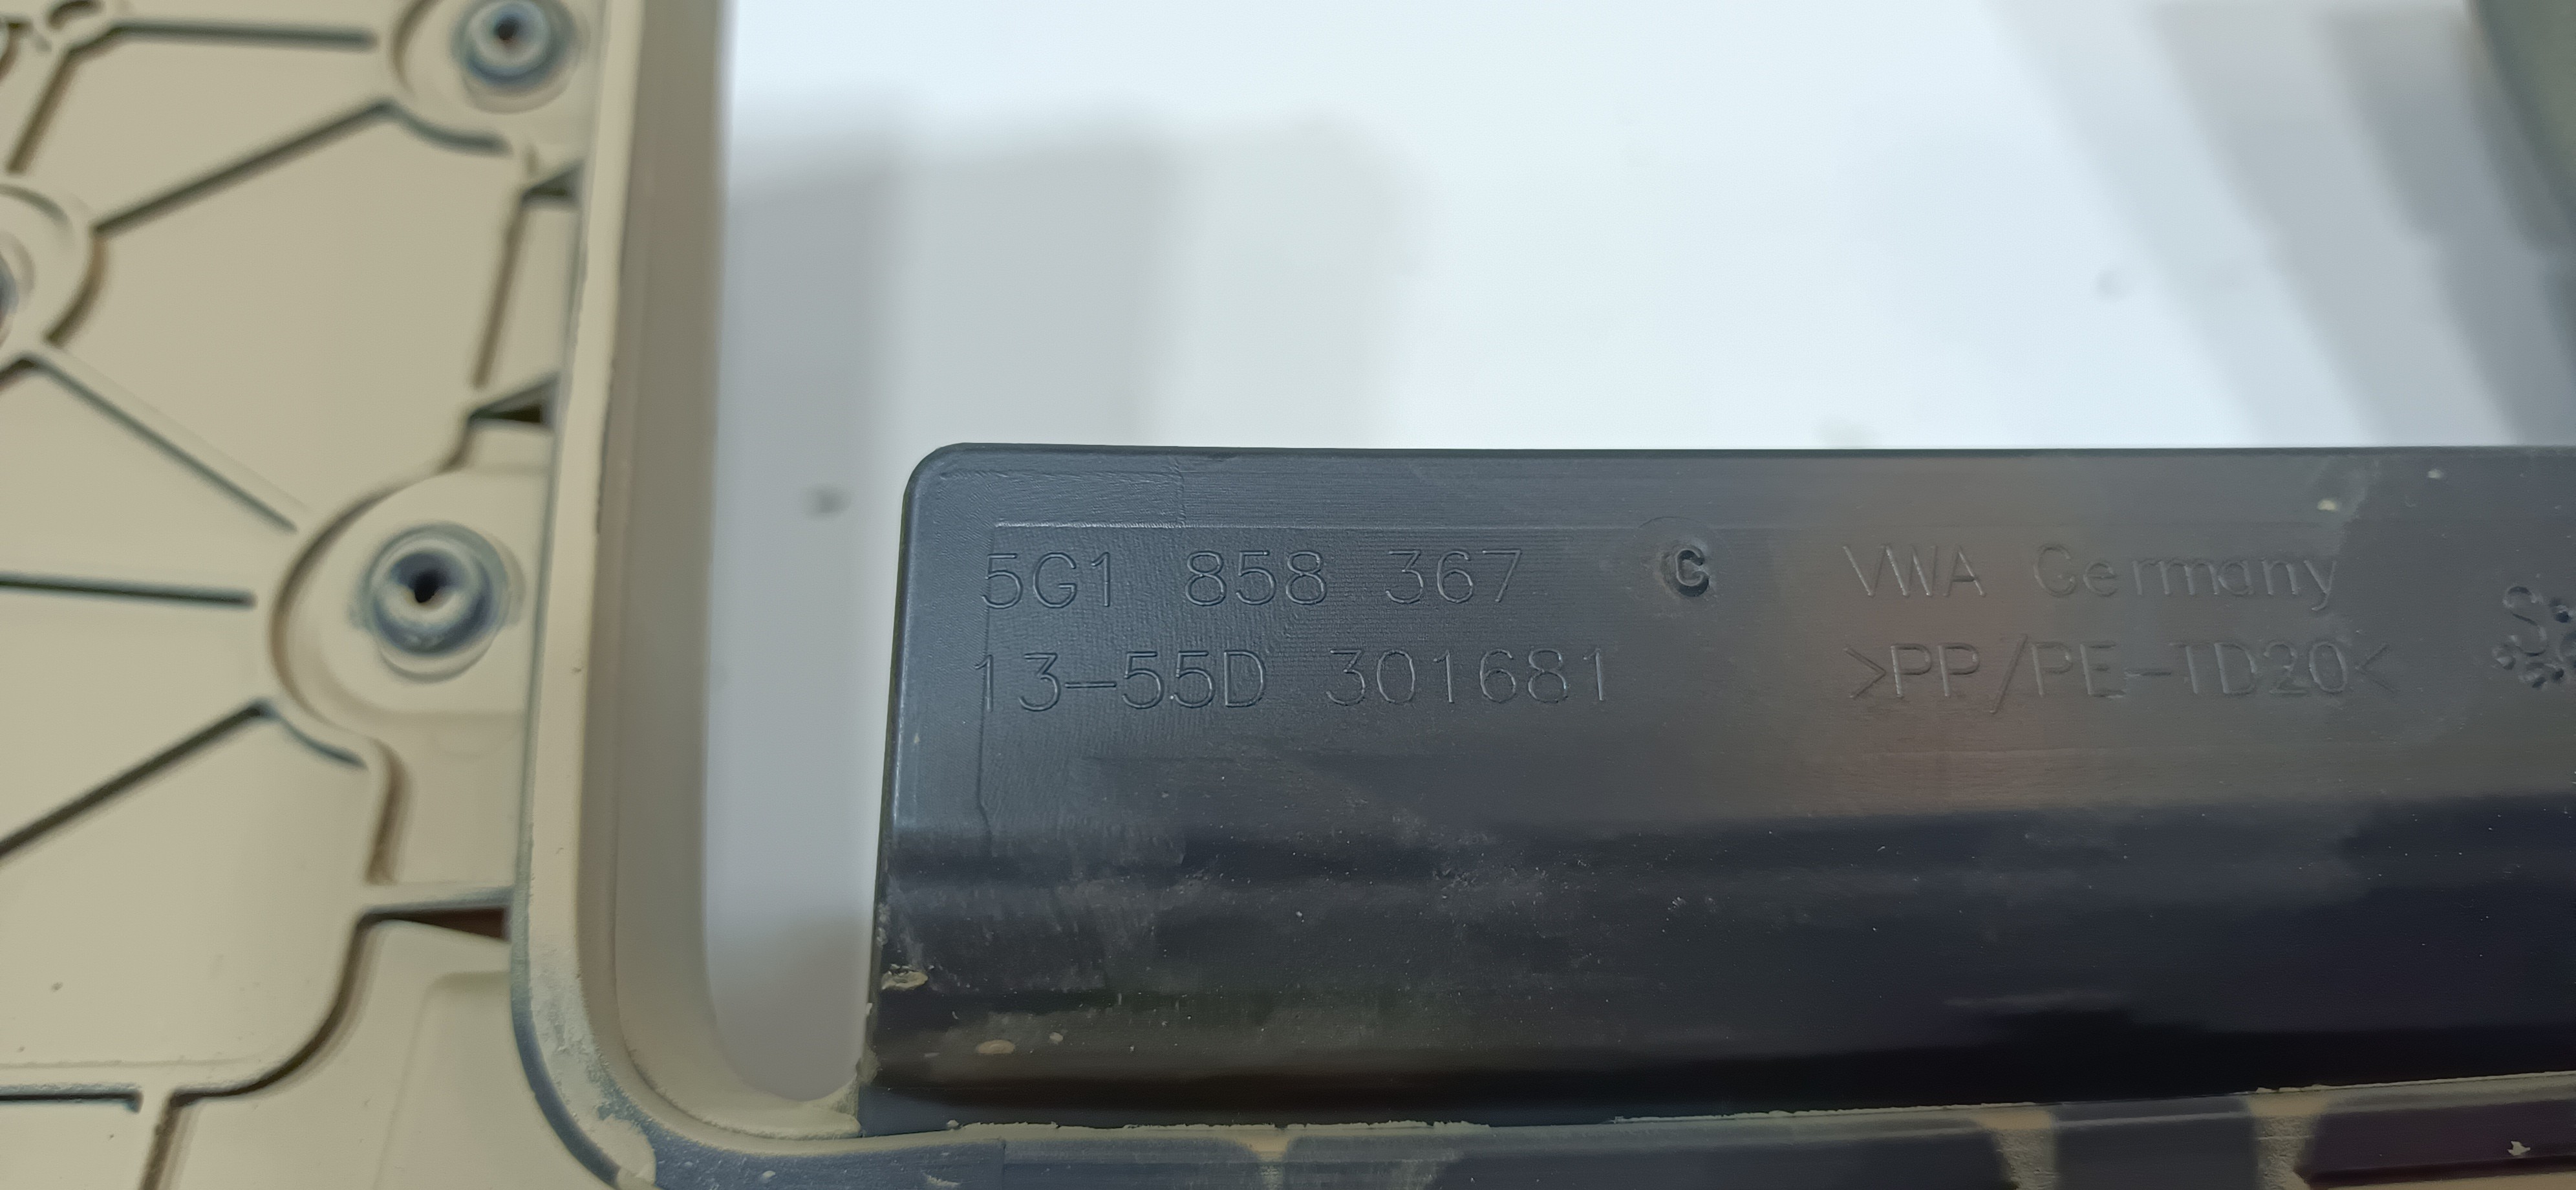 5G1 858 367 C VWA Germany
13-55D 301681 >PP/PE-TD20<